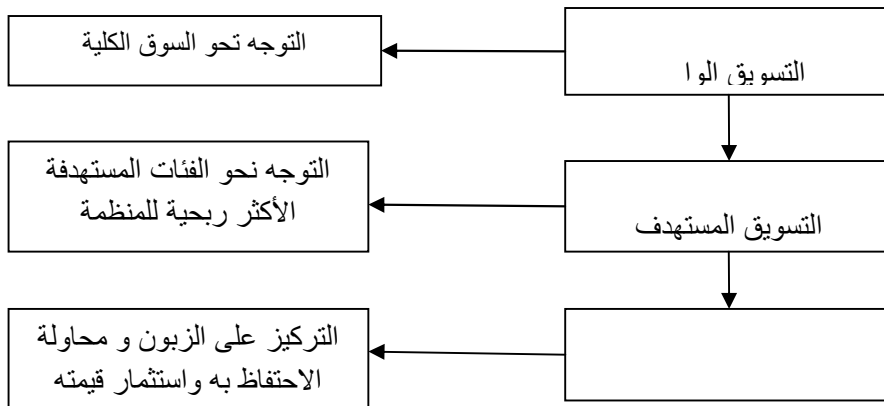 التسويق الوا
التوجه نحو السوق الكلية
التسويق المستهدف
التوجه نحو الفئات المستهدفة
الأكثر ربحية للمنظمة
التركيز على الزبون و محاولة
الاحتفاظ به واستثمار قيمته